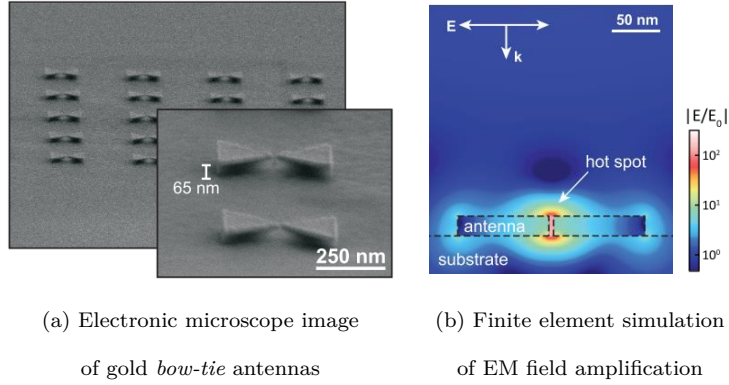 65 nm
250 nm
E
k
50 nm
hot spot
antenna
substrate
|E/E₀|
10²
10¹
10⁰
(a) Electronic microscope image
of gold bow-tie antennas
(b) Finite element simulation
of EM field amplification